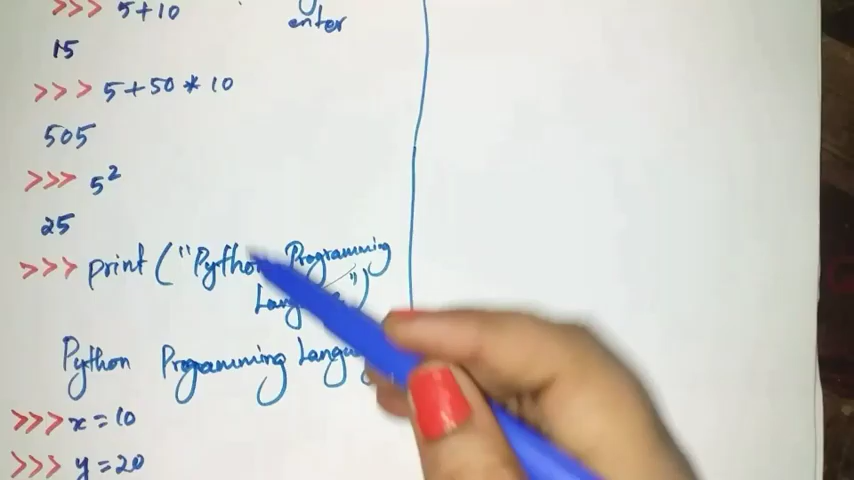 >>> 5+10
enter
15
>>> 5+50*10
505
>>> 5²
25
>>> print ("Python Programming
")
Python Programming
>>> x=10
>>> y=20